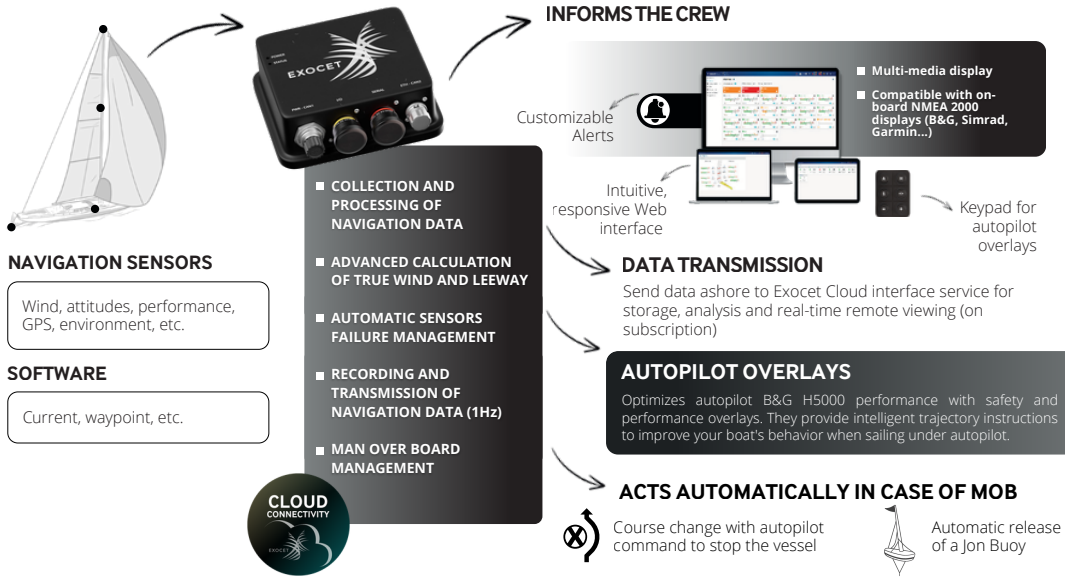 NAVIGATION SENSORS
Wind, attitudes, performance,
GPS, environment, etc.
SOFTWARE
Current, waypoint, etc.
EXOCET
COLLECTION AND
PROCESSING OF
NAVIGATION DATA
ADVANCED CALCULATION
OF TRUE WIND AND LEEWAY
AUTOMATIC SENSORS
FAILURE MANAGEMENT
RECORDING AND
TRANSMISSION OF
NAVIGATION DATA (1Hz)
MAN OVER BOARD
MANAGEMENT
CLOUD
CONNECTIVITY
EXOCET
INFORMS THE CREW
Customizable
Alerts
Multi-media display
Compatible with on-
board NMEA 2000
displays (B&G, Simrad,
Garmin...)
Intuitive,
responsive Web
interface
Keypad for
autopilot
overlays
DATA TRANSMISSION
Send data ashore to Exocet Cloud interface service for
storage, analysis and real-time remote viewing (on
subscription)
AUTOPILOT OVERLAYS
Optimizes autopilot B&G H5000 performance with safety and
performance overlays. They provide intelligent trajectory instructions
to improve your boat's behavior when sailing under autopilot.
ACTS AUTOMATICALLY IN CASE OF MOB
Course change with autopilot
command to stop the vessel
Automatic release
of a Jon Buoy